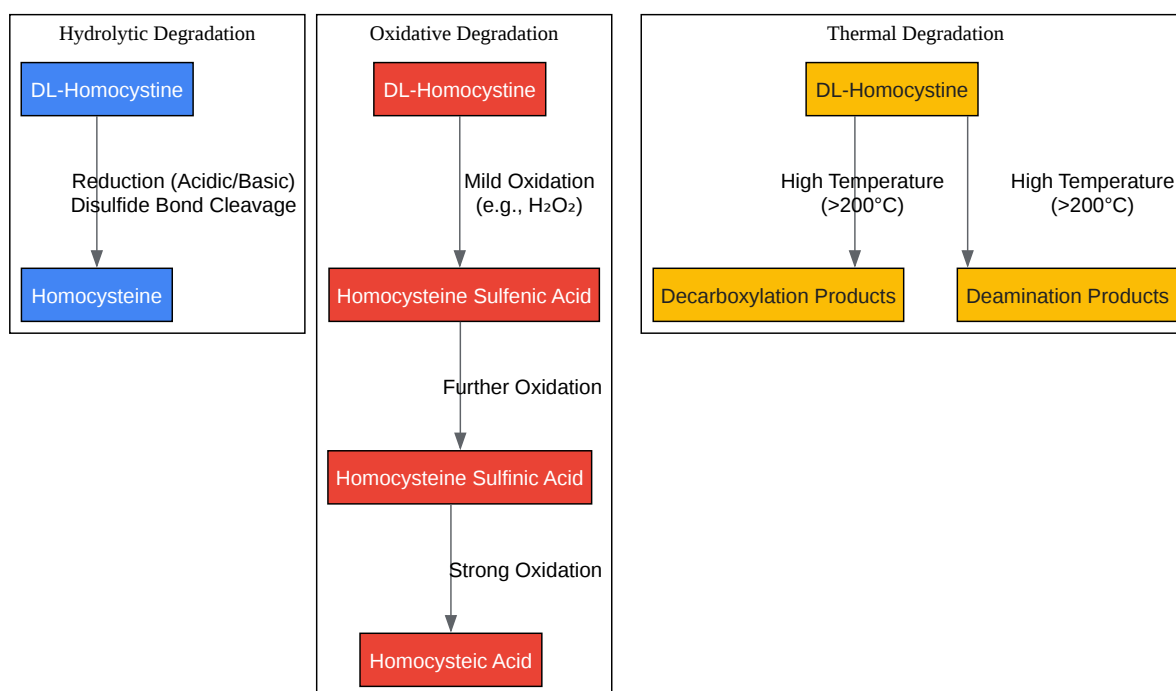 Hydrolytic Degradation
DL-Homocystine
Reduction (Acidic/Basic)
Disulfide Bond Cleavage
Homocysteine
Oxidative Degradation
DL-Homocystine
Mild Oxidation
(e.g., H₂O₂)
Homocysteine Sulfenic Acid
Further Oxidation
Homocysteine Sulfinic Acid
Strong Oxidation
Homocysteic Acid
Thermal Degradation
DL-Homocystine
High Temperature
(>200°C)
High Temperature
(>200°C)
Decarboxylation Products
Deamination Products